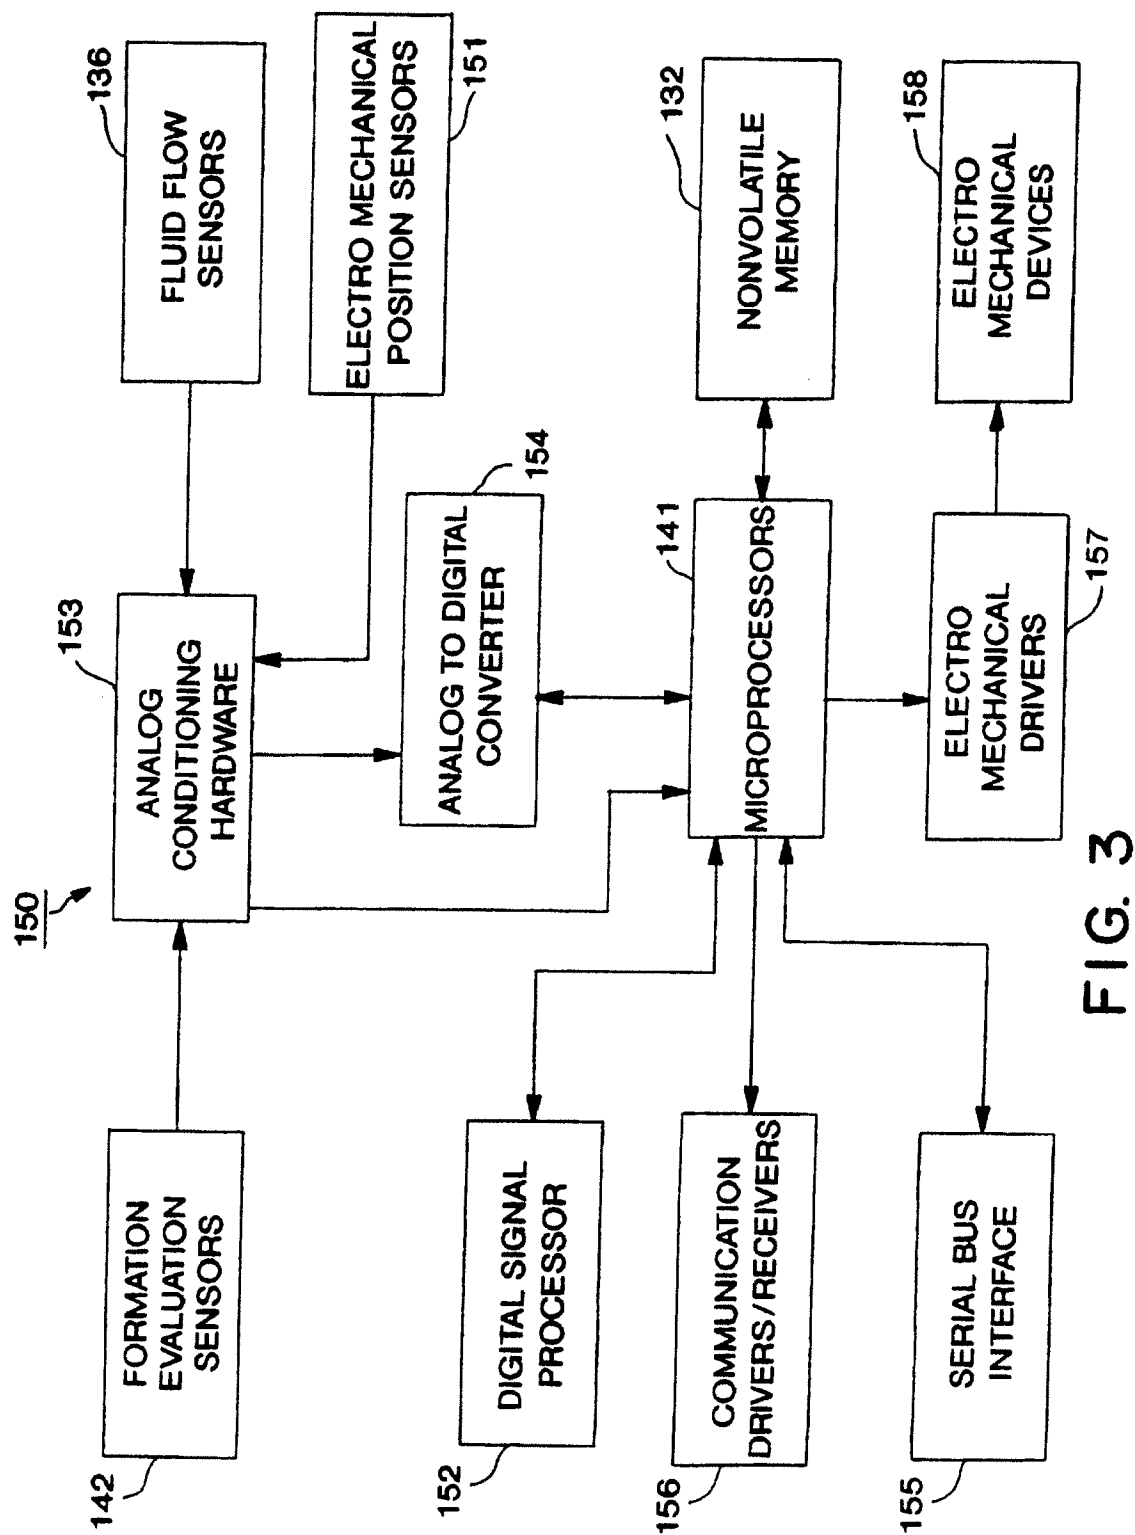 150
142
FORMATION
EVALUATION
SENSORS
153
ANALOG
CONDITIONING
HARDWARE
136
FLUID FLOW
SENSORS
151
ELECTRO MECHANICAL
POSITION SENSORS
154
ANALOG TO DIGITAL
CONVERTER
152
DIGITAL SIGNAL
PROCESSOR
141
MICROPROCESSORS
132
NONVOLATILE
MEMORY
156
COMMUNICATION
DRIVERS/RECEIVERS
155
SERIAL BUS
INTERFACE
157
ELECTRO
MECHANICAL
DRIVERS
158
ELECTRO
MECHANICAL
DEVICES
FIG. 3